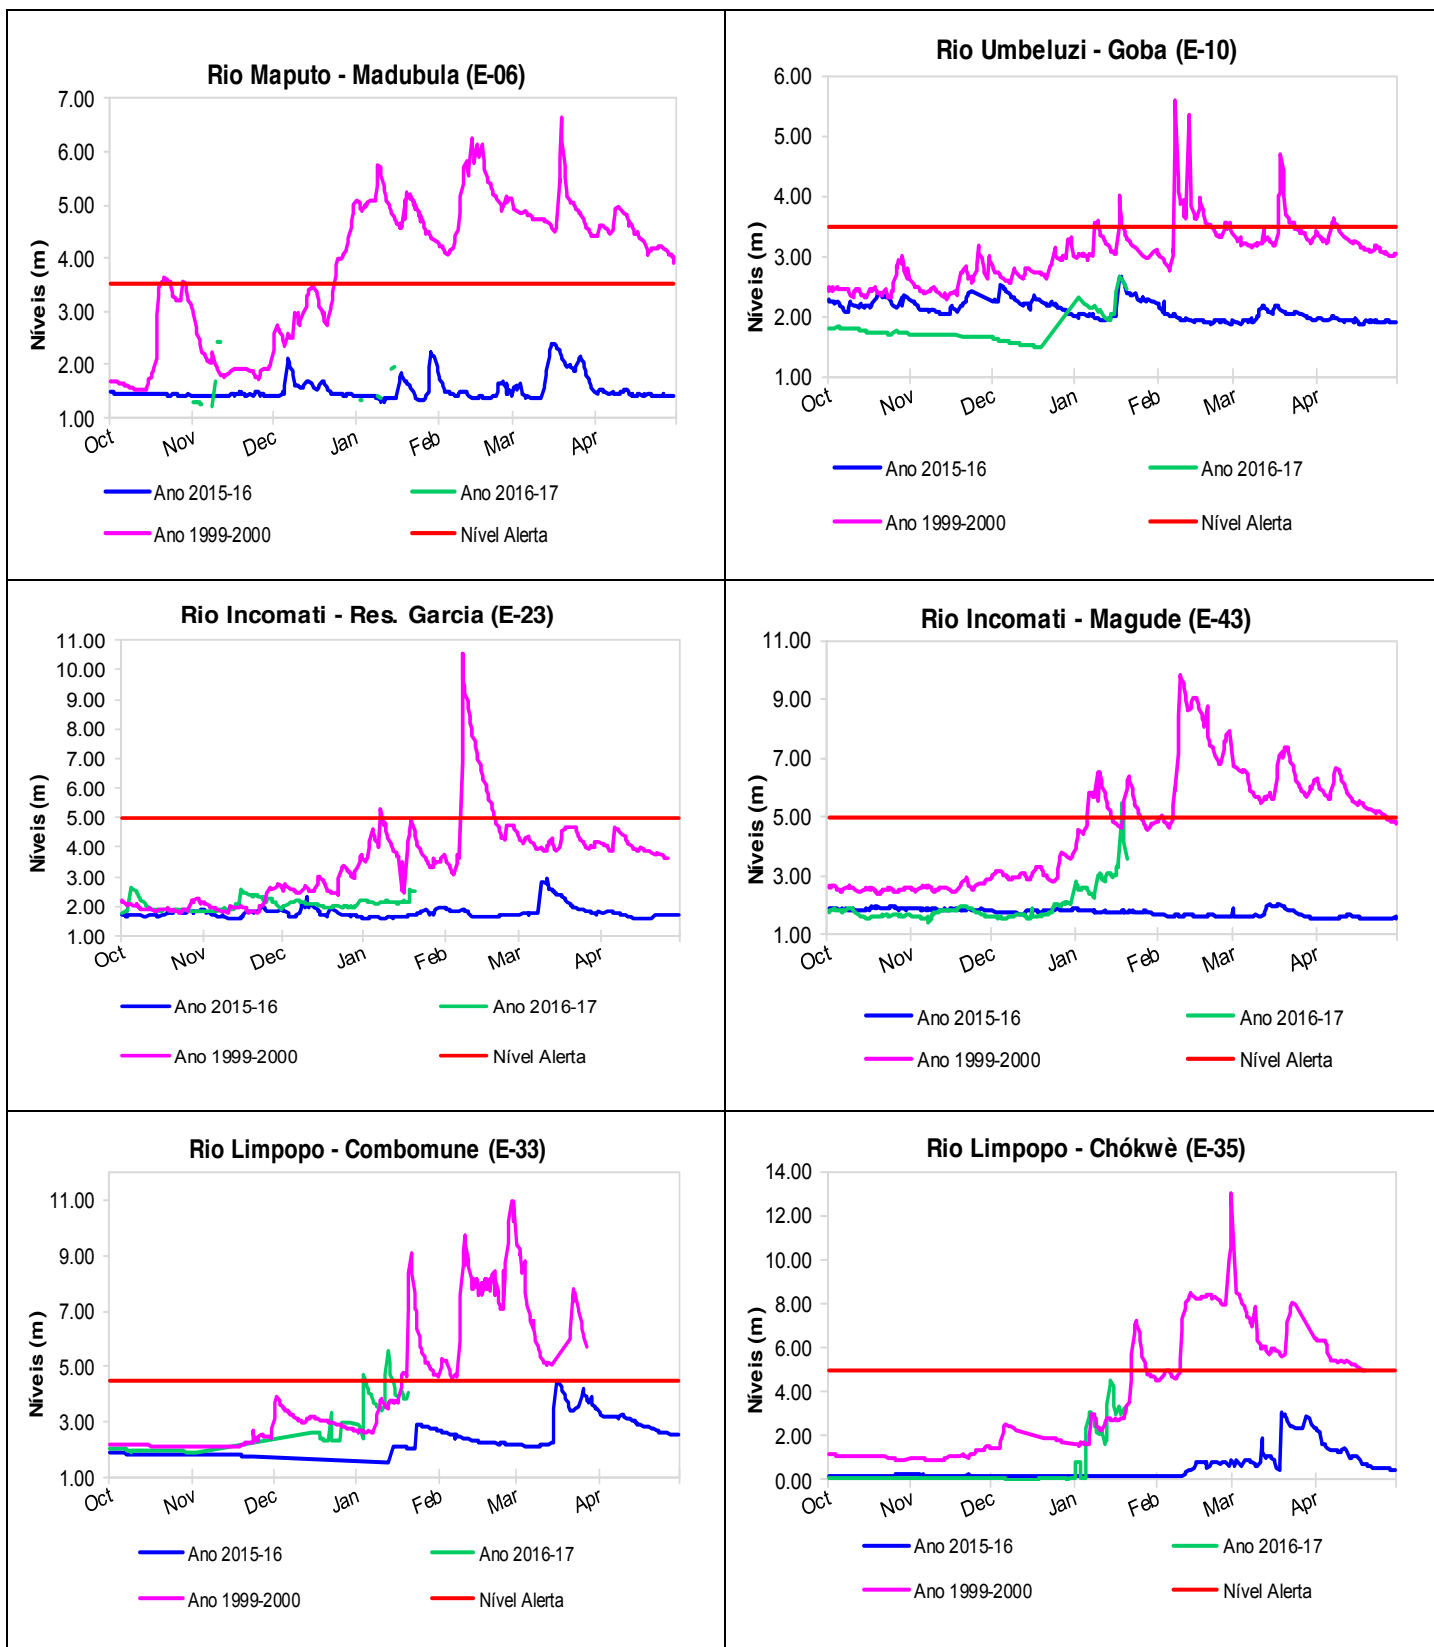 Rio Maputo - Madubula (E-06)
Níveis (m)
7.00
6.00
5.00
4.00
3.00
2.00
1.00
Oct
Nov
Dec
Jan
Feb
Mar
Apr
Ano 2015-16
Ano 2016-17
Ano 1999-2000
Nível Alerta
Rio Umbeluzi - Goba (E-10)
Níveis (m)
6.00
5.00
4.00
3.00
2.00
1.00
Oct
Nov
Dec
Jan
Feb
Mar
Apr
Ano 2015-16
Ano 2016-17
Ano 1999-2000
Nível Alerta
Rio Incomati - Res. Garcia (E-23)
Níveis (m)
11.00
10.00
9.00
8.00
7.00
6.00
5.00
4.00
3.00
2.00
1.00
Oct
Nov
Dec
Jan
Feb
Mar
Apr
Ano 2015-16
Ano 2016-17
Ano 1999-2000
Nível Alerta
Rio Incomati - Magude (E-43)
Níveis (m)
11.00
9.00
7.00
5.00
3.00
1.00
Oct
Nov
Dec
Jan
Feb
Mar
Apr
Ano 2015-16
Ano 2016-17
Ano 1999-2000
Nível Alerta
Rio Limpopo - Combomune (E-33)
Níveis (m)
11.00
9.00
7.00
5.00
3.00
1.00
Oct
Nov
Dec
Jan
Feb
Mar
Apr
Ano 2015-16
Ano 2016-17
Ano 1999-2000
Nível Alerta
Rio Limpopo - Chókwè (E-35)
Níveis (m)
14.00
12.00
10.00
8.00
6.00
4.00
2.00
0.00
Oct
Nov
Dec
Jan
Feb
Mar
Apr
Ano 2015-16
Ano 2016-17
Ano 1999-2000
Nível Alerta